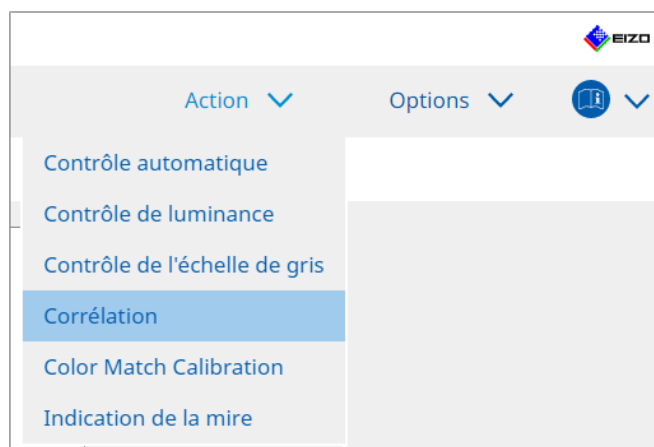 EIZO
Action
Options
Contrôle automatique
Contrôle de luminance
Contrôle de l'échelle de gris
Corrélation
Color Match Calibration
Indication de la mire